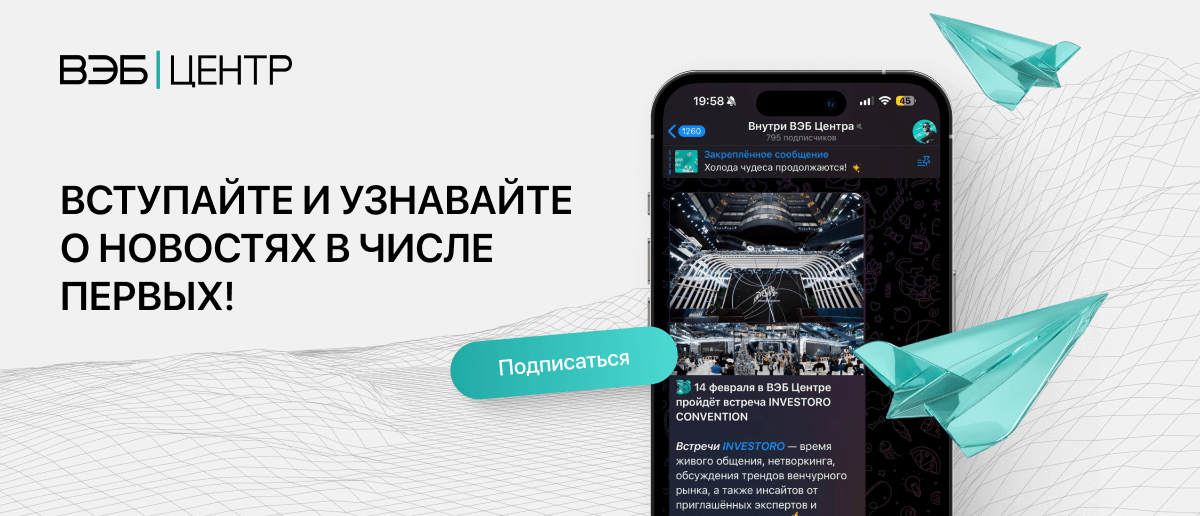 ВЭБ|ЦЕНТР
ВСТУПАЙТЕ И УЗНАВАЙТЕ
О НОВОСТЯХ В ЧИСЛЕ
ПЕРВЫХ!
Подписаться
19:58
45
1260
Внутри ВЭБ Центра
795 подписчиков
Закреплённое сообщение
Холода чудеса продолжаются!
14 февраля в ВЭБ Центре
пройдёт встреча INVESTORO
CONVENTION
Встречи INVESTORO — время
живого общения, нетворкинга,
обсуждения трендов венчурного
рынка, а также инсайтов от
приглашённых экспертов и